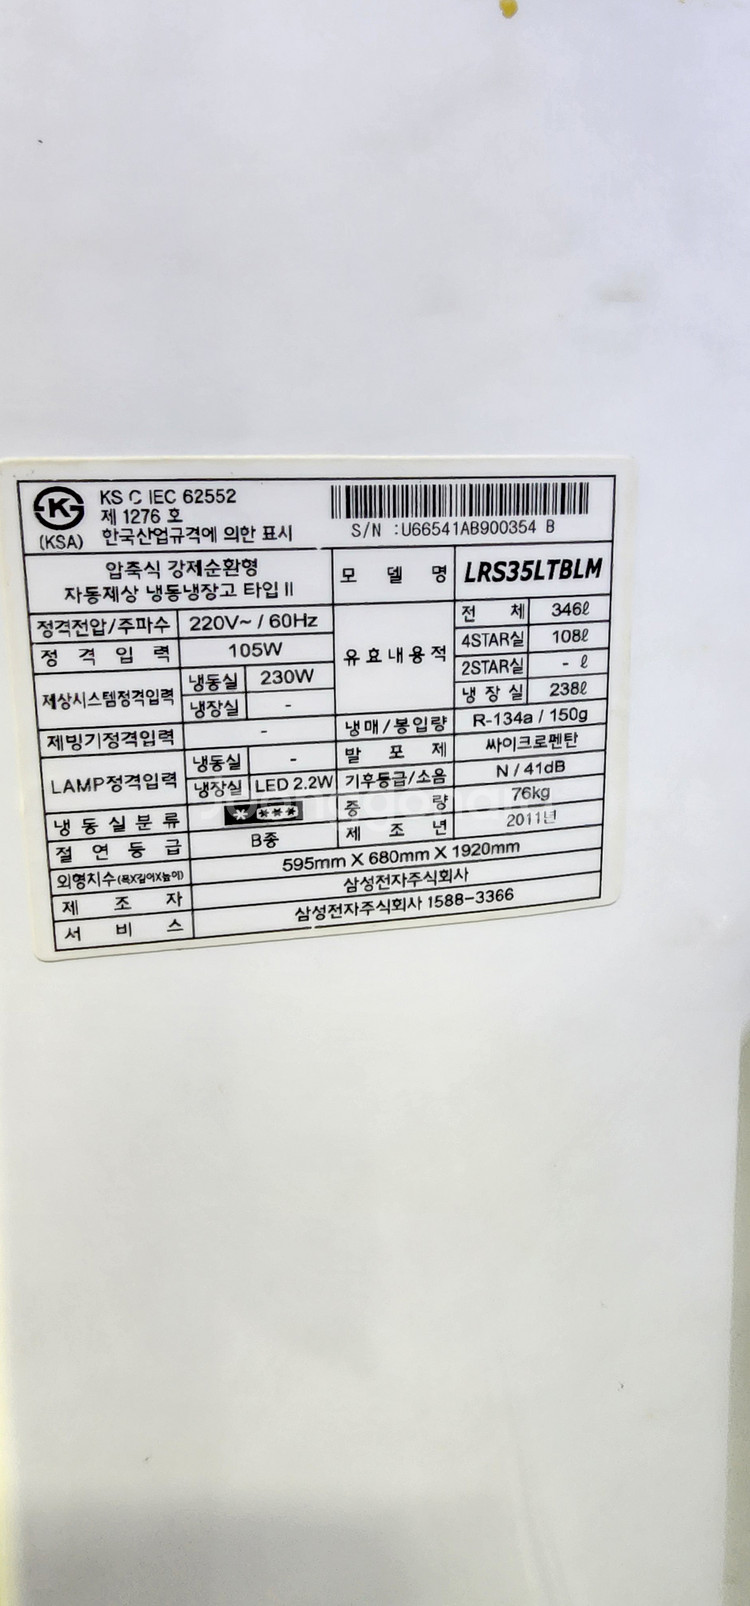 KS C IEC 62552
제 1276 호
한국산업규격에 의한 표시
(KSA)
S/N :U66541AB900354 B
압축식 강제순환형
자동제상 냉동냉장고 타입 II
모 델 명 LRS35LTBLM
정격전압/주파수 220V~ / 60Hz
정 격 입 력 105W
제상시스템정격입력 냉동실 230W
냉장실 -
제빙기정격입력 -
LAMP정격입력 냉동실 -
냉장실 LED 2.2W
냉동실분류 * ***
절 연 등 급 B종
유효내용적 전 체 346ℓ
4STAR실 108ℓ
2STAR실 - ℓ
냉 장 실 238ℓ
냉매/봉입량 R-134a / 150g
발 포 제 싸이크로펜탄
기후등급/소음 N / 41dB
중 량 76kg
제 조 년 2011년
외형치수(폭X깊이X높이) 595mm X 680mm X 1920mm
제 조 자 삼성전자주식회사
서 비 스 삼성전자주식회사 1588-3366